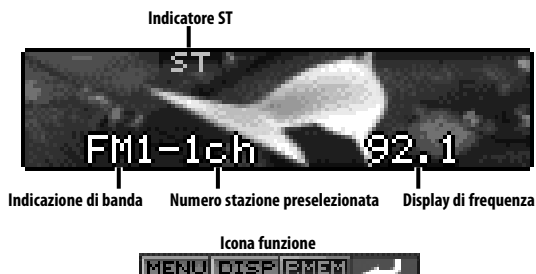 Indicatore ST
ST
FM1-1ch 92.1
Indicazione di banda Numero stazione preselezionata Display di frequenza
Icona funzione
MENU DISP BMEM